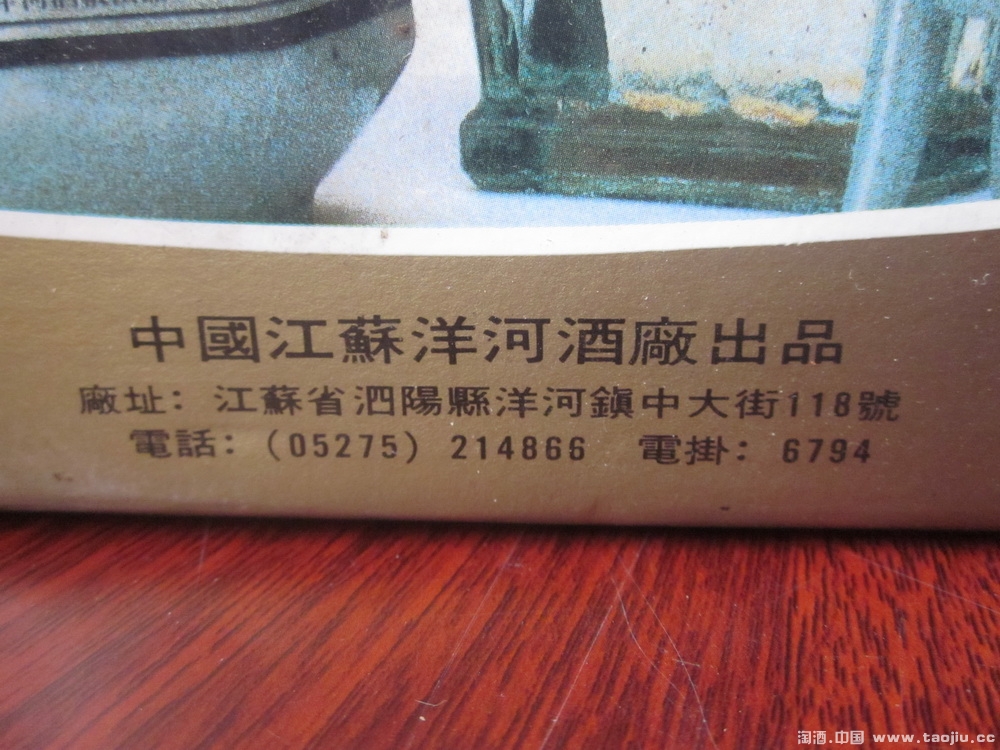 中國江蘇洋河酒廠出品
廠址：江蘇省泗陽縣洋河鎮中大街118號
電話：(05275) 214866 電掛：6794
淘酒.中国 www.taojiu.cc